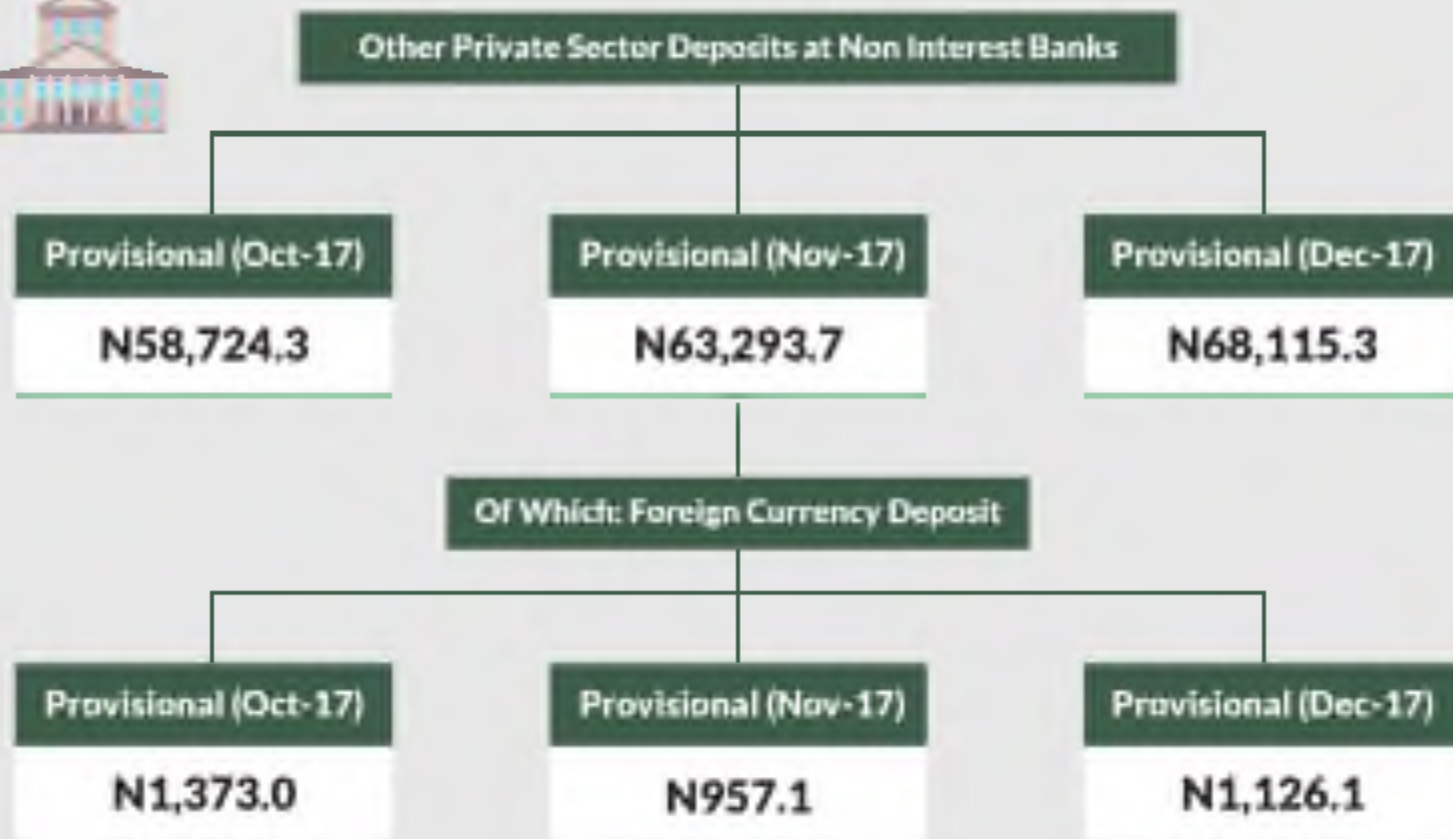 Other Private Sector Deposits at Non Interest Banks
Provisional (Oct-17)
Provisional (Nov-17)
Provisional (Dec-17)
N58,724.3
N63,293.7
N68,115.3
Of Which: Foreign Currency Deposit
Provisional (Oct-17)
Provisional (Nov-17)
Provisional (Dec-17)
N1,373.0
N957.1
N1,126.1